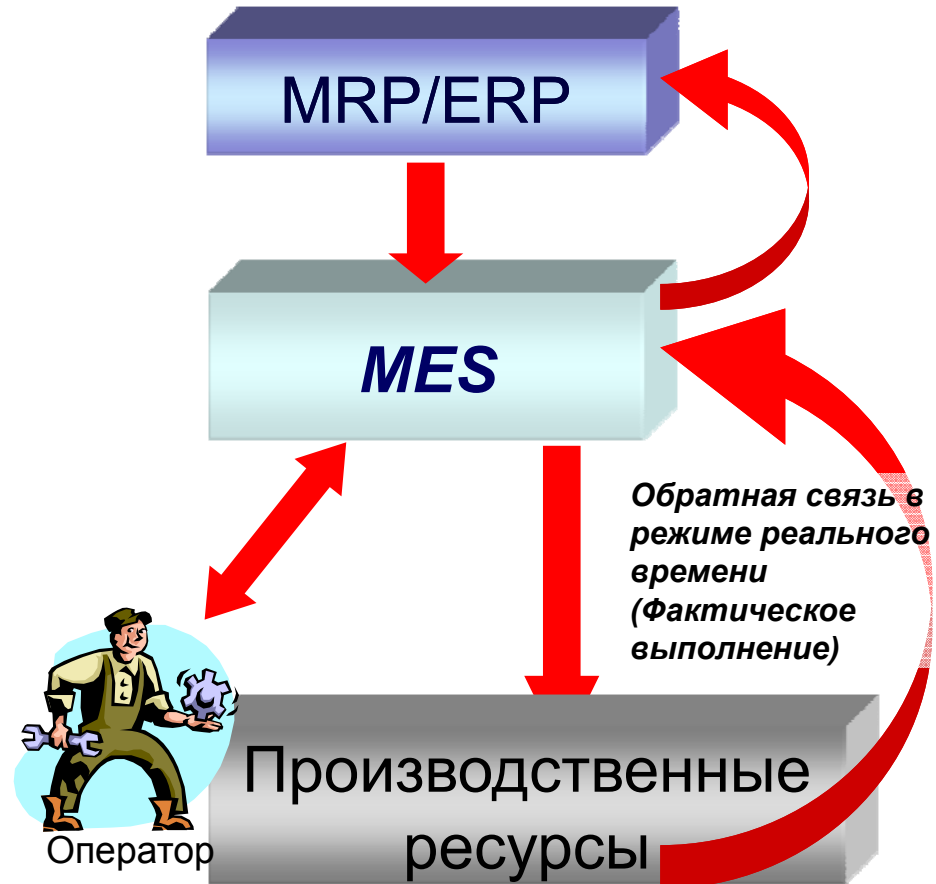 MRP/ERP
MES
Обратная связь в
режиме реального
времени
(Фактическое
выполнение)
Производственные
ресурсы
Оператор